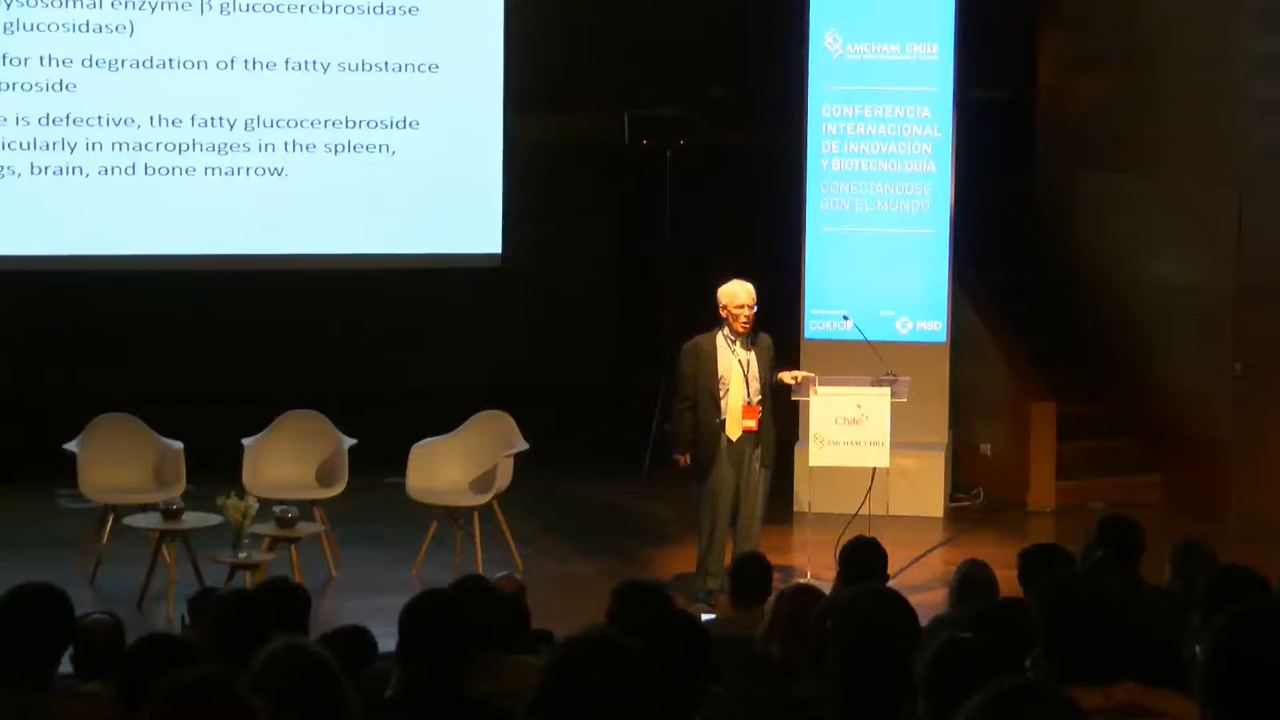 ysosomal enzyme β glucocerebrosidase
glucosidase)
for the degradation of the fatty substance
broside
e is defective, the fatty glucocerebroside
icularly in macrophages in the spleen,
gs, brain, and bone marrow.
AMCHAM CHILE
CONFERENCIA
INTERNACIONAL
DE INNOVACIÓN
Y BIOTECNOLOGÍA
CONECTÁNDOSE
CON EL MUNDO
CORFO
MSD
Chile
AMCHAM CHILE